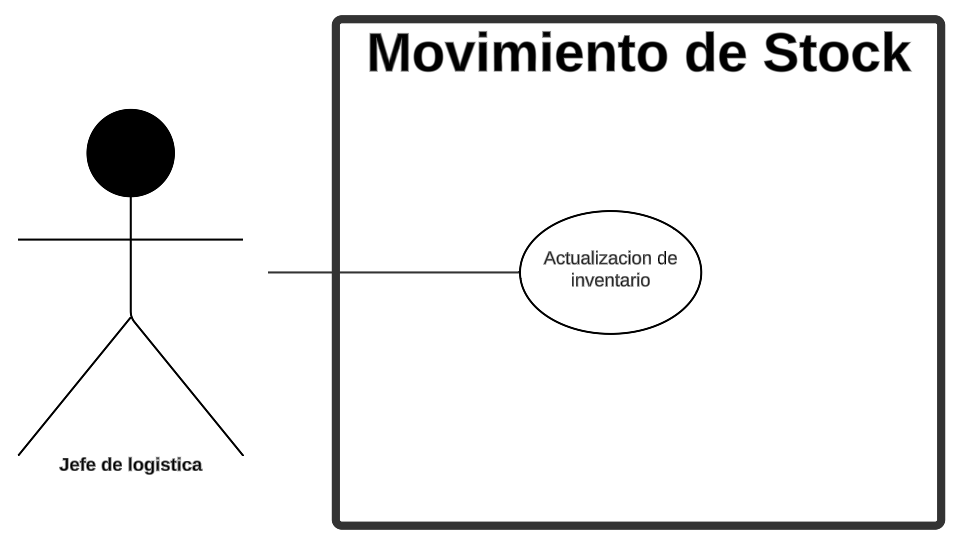 Movimiento de Stock
Actualizacion de
inventario
Jefe de logistica